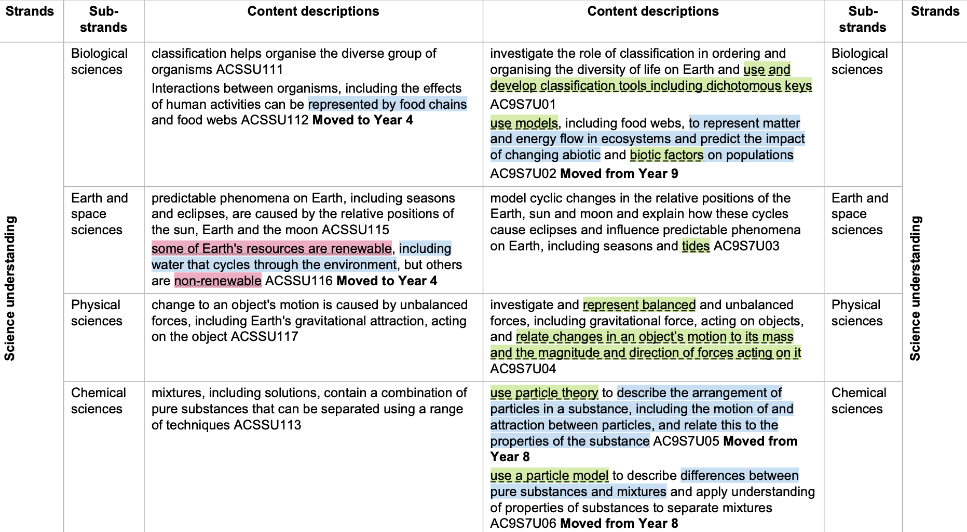 Strands
Sub-
strands
Content descriptions
Content descriptions
Sub-
strands
Strands
Science understanding
Biological
sciences
classification helps organise the diverse group of
organisms ACSSU111
Interactions between organisms, including the effects
of human activities can be represented by food chains
and food webs ACSSU112 Moved to Year 4
investigate the role of classification in ordering and
organising the diversity of life on Earth and use and
develop classification tools including dichotomous keys
AC9S7U01
use models, including food webs, to represent matter
and energy flow in ecosystems and predict the impact
of changing abiotic and biotic factors on populations
AC9S7U02 Moved from Year 9
Biological
sciences
Earth and
space
sciences
predictable phenomena on Earth, including seasons
and eclipses, are caused by the relative positions of
the sun, Earth and the moon ACSSU115
some of Earth's resources are renewable, including
water that cycles through the environment, but others
are non-renewable ACSSU116 Moved to Year 4
model cyclic changes in the relative positions of the
Earth, sun and moon and explain how these cycles
cause eclipses and influence predictable phenomena
on Earth, including seasons and tides AC9S7U03
Earth and
space
sciences
Physical
sciences
change to an object's motion is caused by unbalanced
forces, including Earth's gravitational attraction, acting
on the object ACSSU117
investigate and represent balanced and unbalanced
forces, including gravitational force, acting on objects,
and relate changes in an object's motion to its mass
and the magnitude and direction of forces acting on it
AC9S7U04
Physical
sciences
Chemical
sciences
mixtures, including solutions, contain a combination of
pure substances that can be separated using a range
of techniques ACSSU113
use particle theory to describe the arrangement of
particles in a substance, including the motion of and
attraction between particles, and relate this to the
properties of the substance AC9S7U05 Moved from
Year 8
use a particle model to describe differences between
pure substances and mixtures and apply understanding
of properties of substances to separate mixtures
AC9S7U06 Moved from Year 8
Chemical
sciences
Science understanding